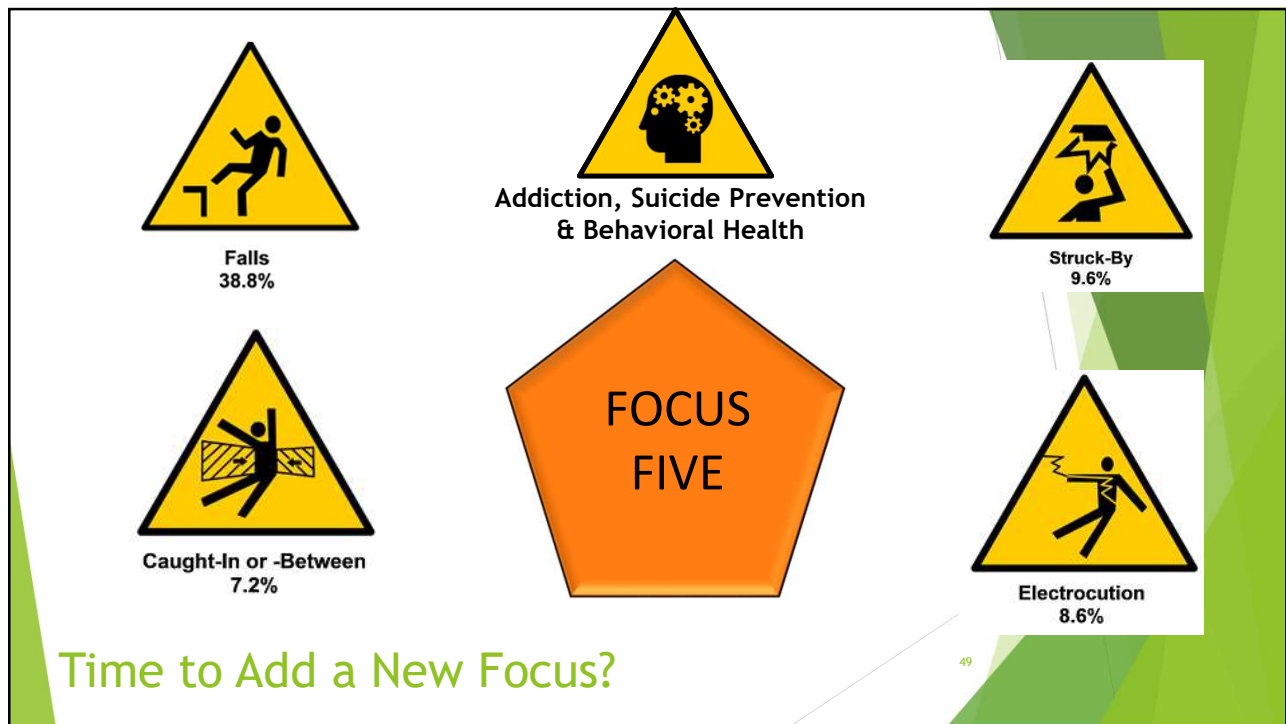 Addiction, Suicide Prevention
& Behavioral Health
Falls
38.8%
Struck-By
9.6%
FOCUS
FIVE
Caught-In or -Between
7.2%
Electrocution
8.6%
Time to Add a New Focus?
49